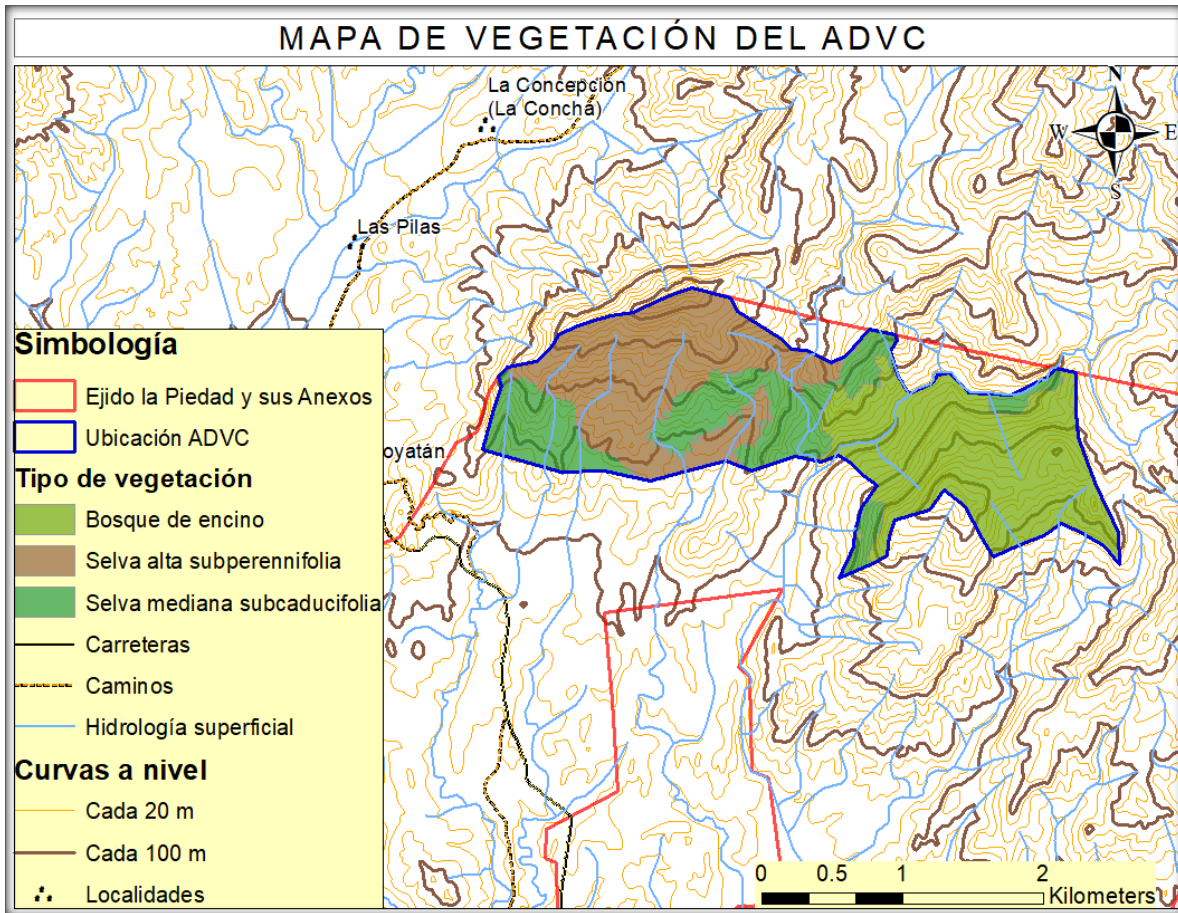 MAPA DE VEGETACIÓN DEL ADVC
La Concepción
(La Concha)
N
W
E
S
Las Pilas
oyatán
Simbología
Ejido la Piedad y sus Anexos
Ubicación ADVC
Tipo de vegetación
Bosque de encino
Selva alta subperennifolia
Selva mediana subcaducifolia
Carreteras
Caminos
Hidrología superficial
Curvas a nivel
Cada 20 m
Cada 100 m
Localidades
0 0.5 1 2
Kilometers